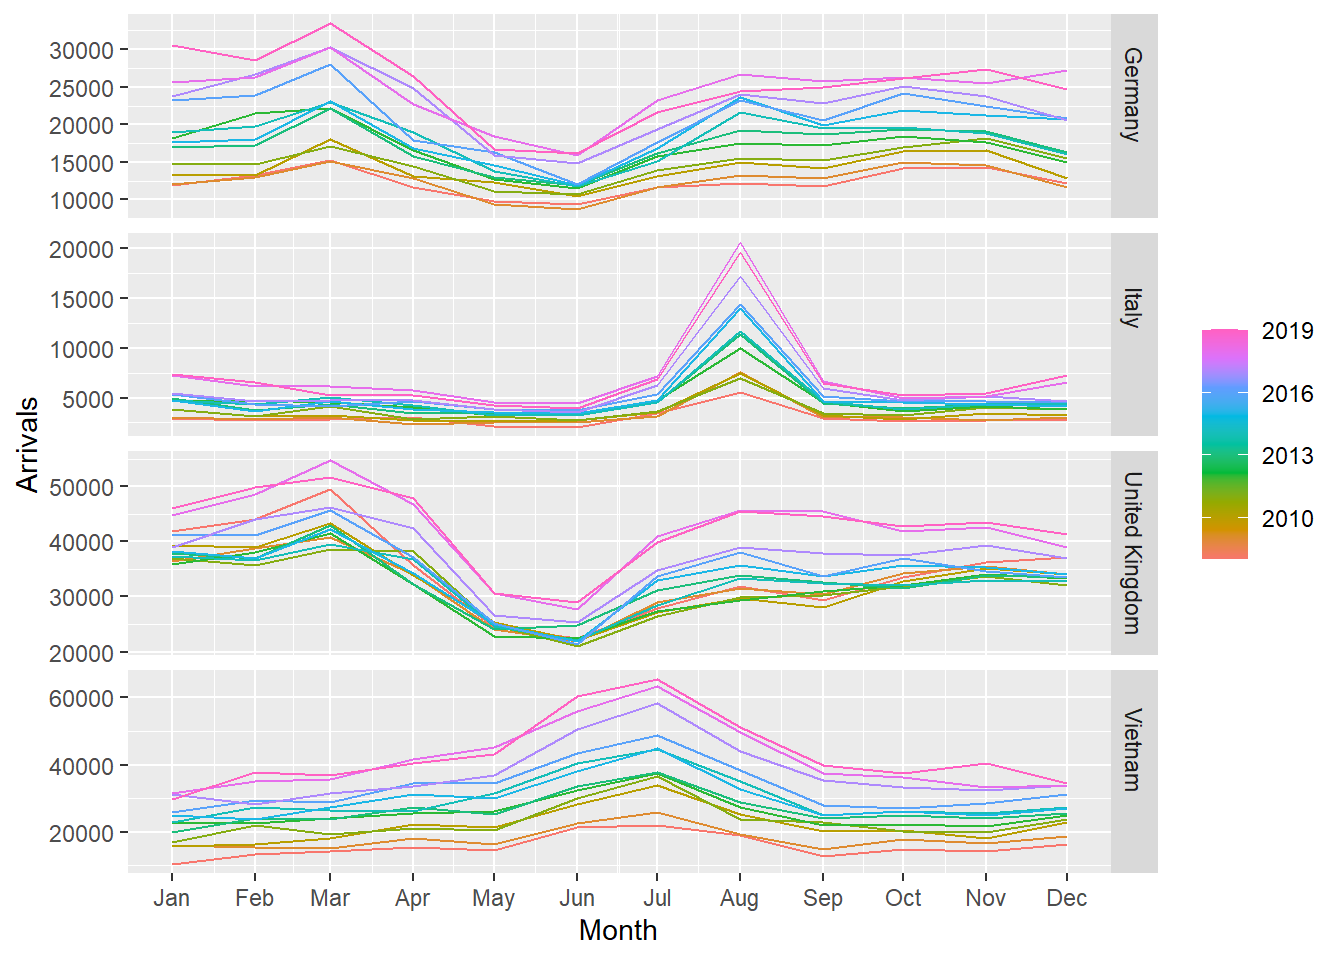 Arrivals
30000
25000
20000
15000
10000
Germany
20000
15000
10000
5000
Italy
50000
40000
30000
20000
United Kingdom
60000
40000
20000
Vietnam
Jan Feb Mar Apr May Jun Jul Aug Sep Oct Nov Dec
Month
2019
2016
2013
2010